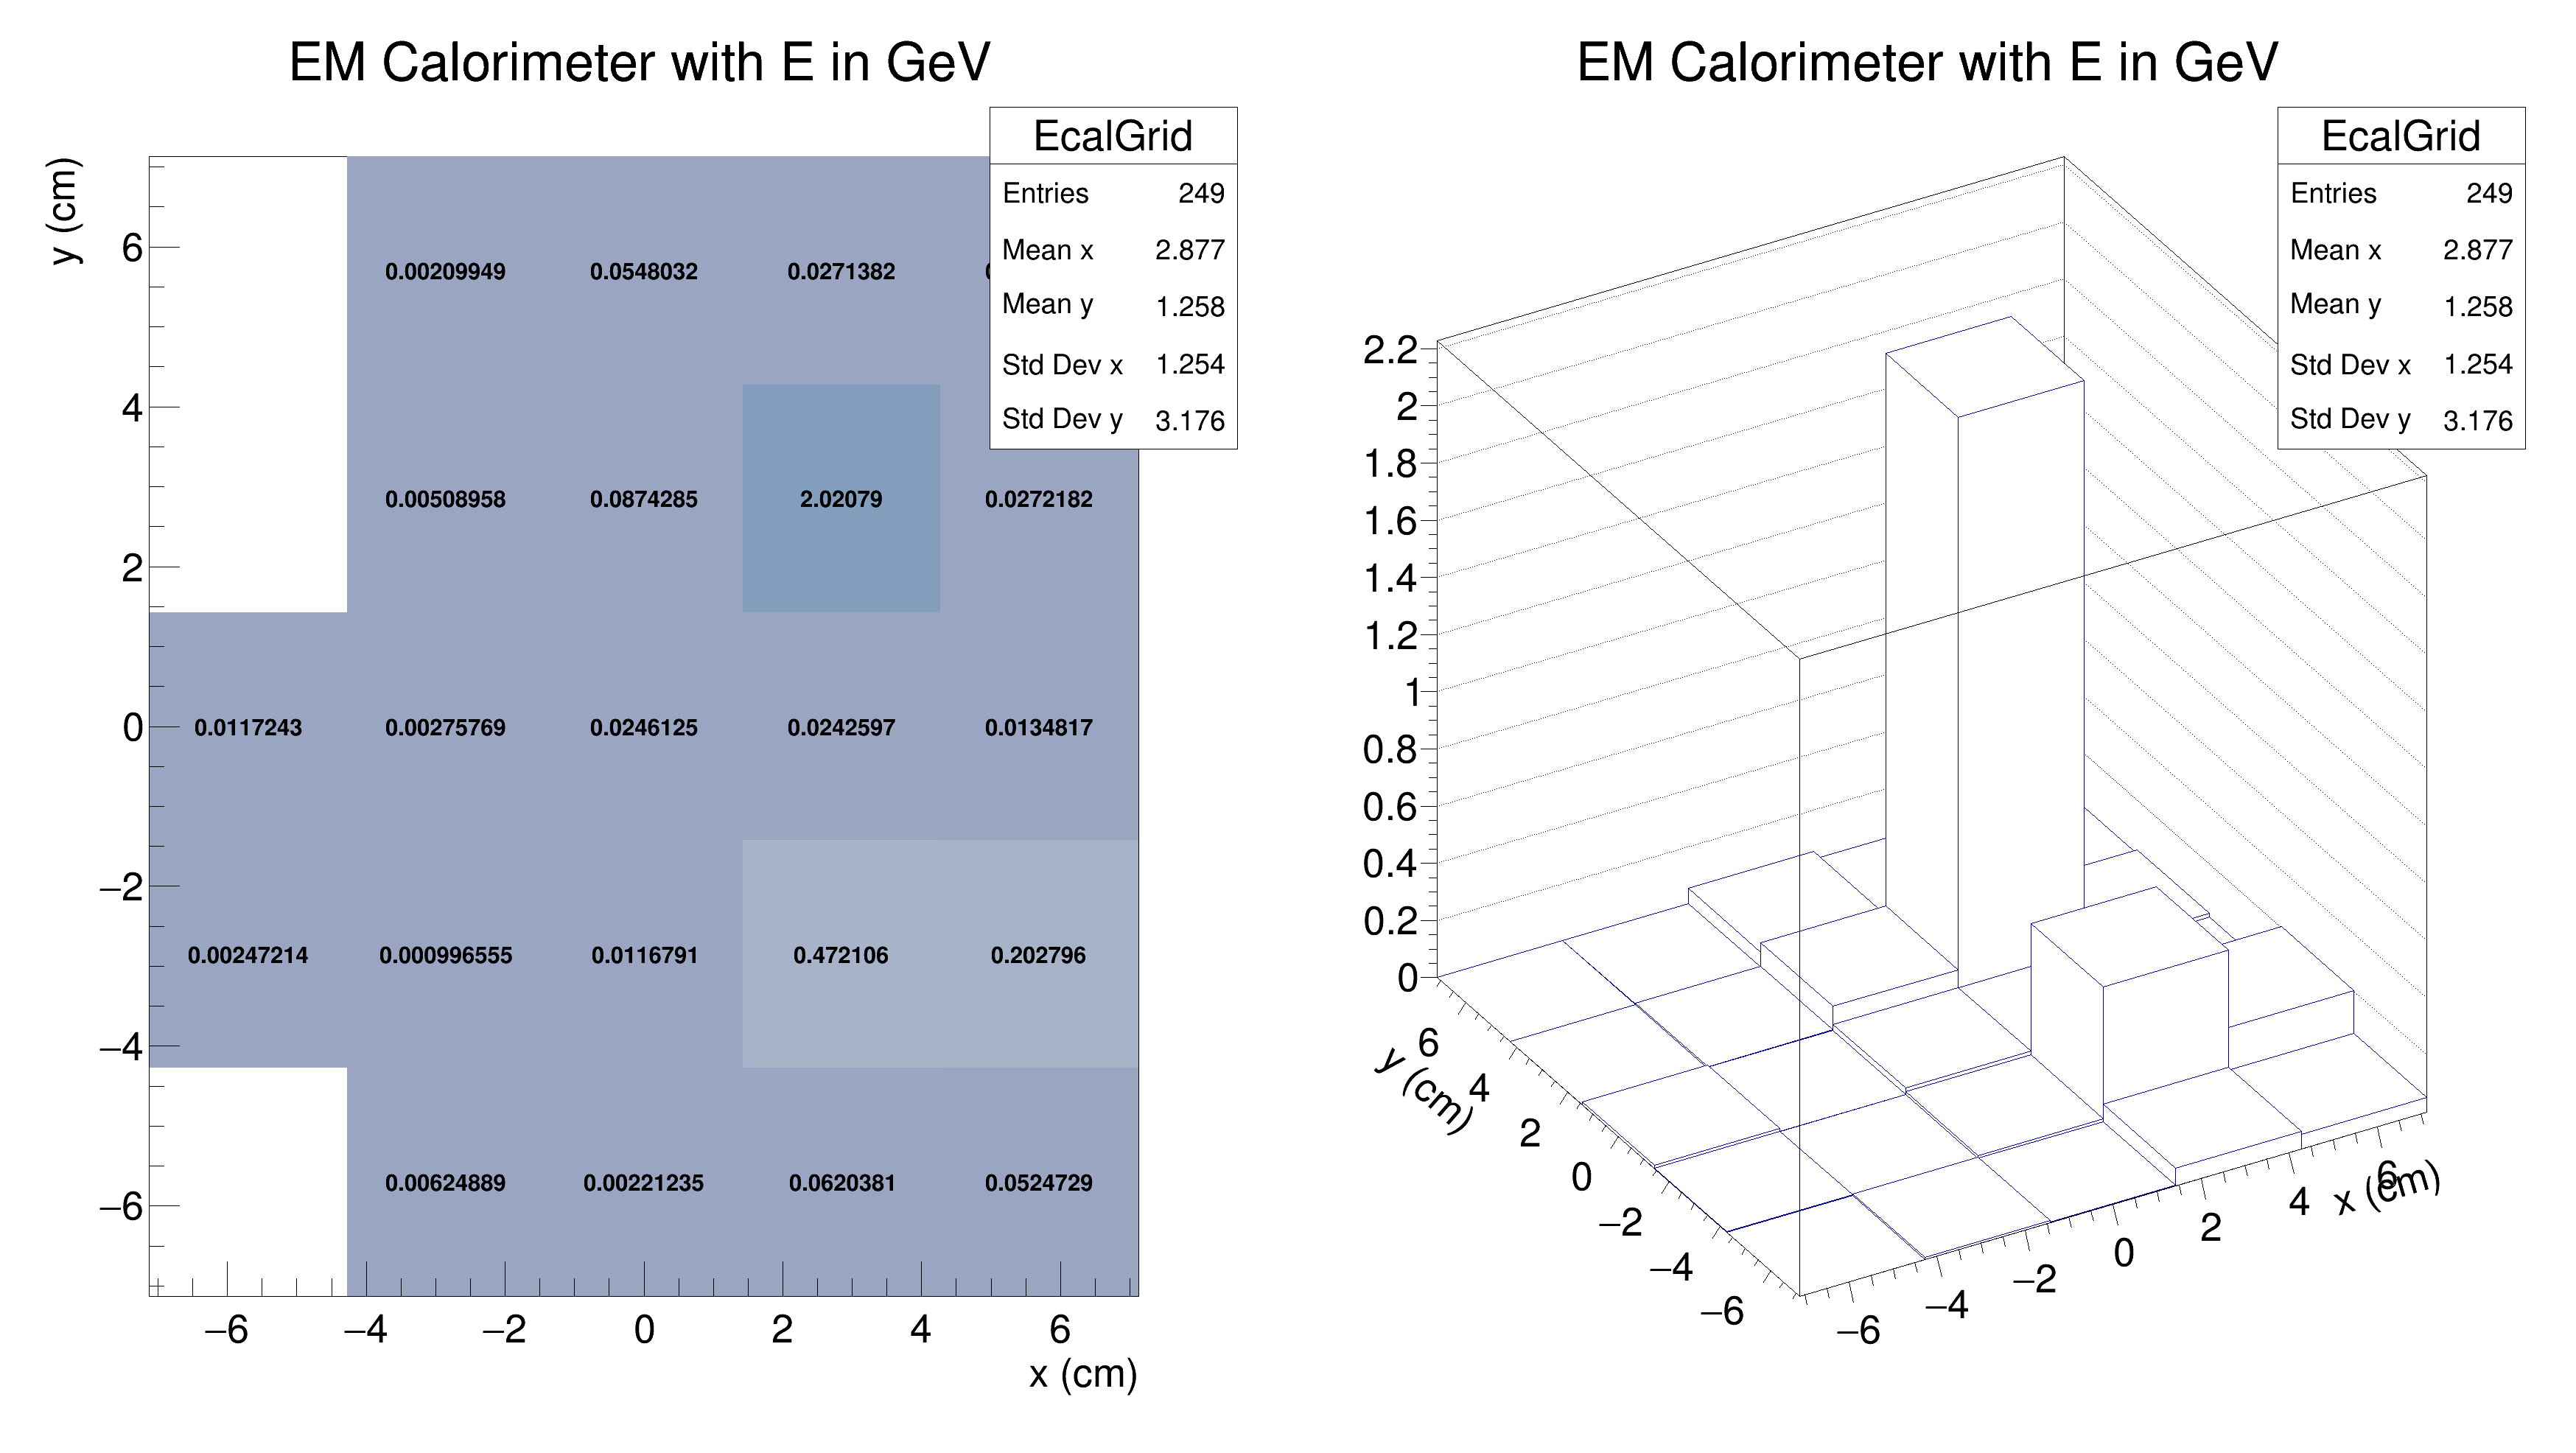 EM Calorimeter with E in GeV
EcalGrid
Entries 249
Mean x 2.877
Mean y 1.258
Std Dev x 1.254
Std Dev y 3.176
y (cm)
6
4
2
0
−2
−4
−6
0.00209949 0.0548032 0.0271382
0.00508958 0.0874285 2.02079 0.0272182
0.0117243 0.00275769 0.0246125 0.0242597 0.0134817
0.00247214 0.000996555 0.0116791 0.472106 0.202796
0.00624889 0.00221235 0.0620381 0.0524729
−6 −4 −2 0 2 4 6
x (cm)
EM Calorimeter with E in GeV
EcalGrid
Entries 249
Mean x 2.877
Mean y 1.258
Std Dev x 1.254
Std Dev y 3.176
2.2
2
1.8
1.6
1.4
1.2
1
0.8
0.6
0.4
0.2
0
y (cm)
6
4
2
0
−2
−4
−6
−6 −4 −2 0 2 4 6
x (cm)